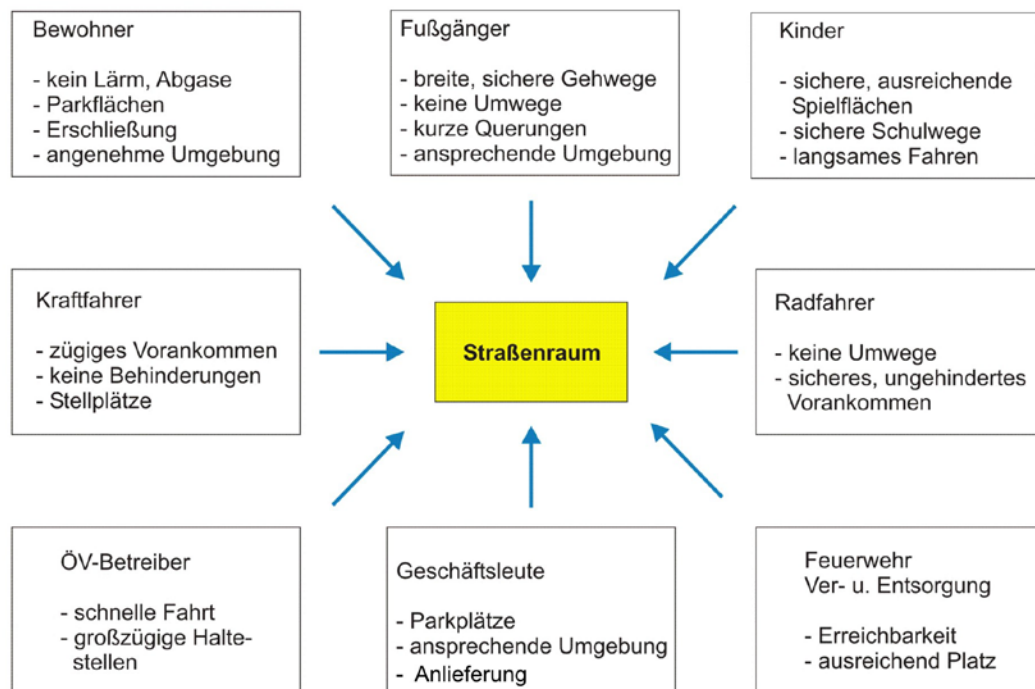 Bewohner
- kein Lärm, Abgase
- Parkflächen
- Erschließung
- angenehme Umgebung
Fußgänger
- breite, sichere Gehwege
- keine Umwege
- kurze Querungen
- ansprechende Umgebung
Kinder
- sichere, ausreichende
Spielflächen
- sichere Schulwege
- langsames Fahren
Kraftfahrer
- zügiges Vorankommen
- keine Behinderungen
- Stellplätze
Straßenraum
Radfahrer
- keine Umwege
- sicheres, ungehindertes
Vorankommen
ÖV-Betreiber
- schnelle Fahrt
- großzügige Halte-
stellen
Geschäftsleute
- Parkplätze
- ansprechende Umgebung
- Anlieferung
Feuerwehr
Ver- u. Entsorgung
- Erreichbarkeit
- ausreichend Platz